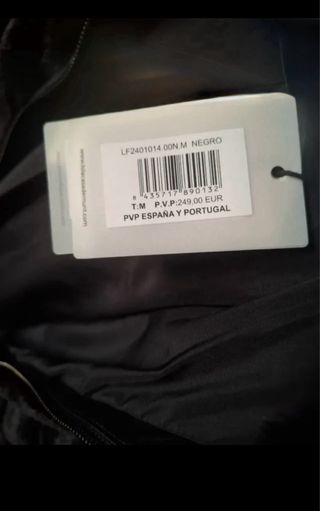 LF2401014.00N.M NEGRO
8 435717 890132
T:M P.V.P:249,00 EUR
PVP ESPAÑA Y PORTUGAL